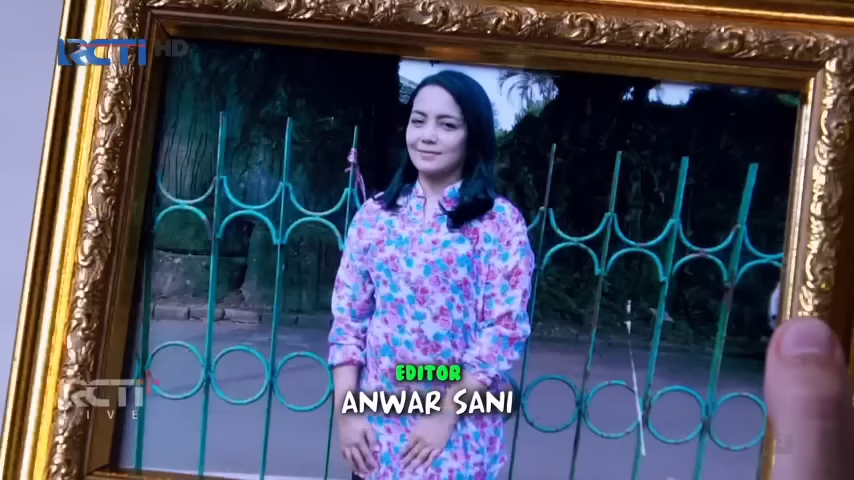 RCTI HD
EDITOR
ANWAR SANI
RCTI+
LIVE